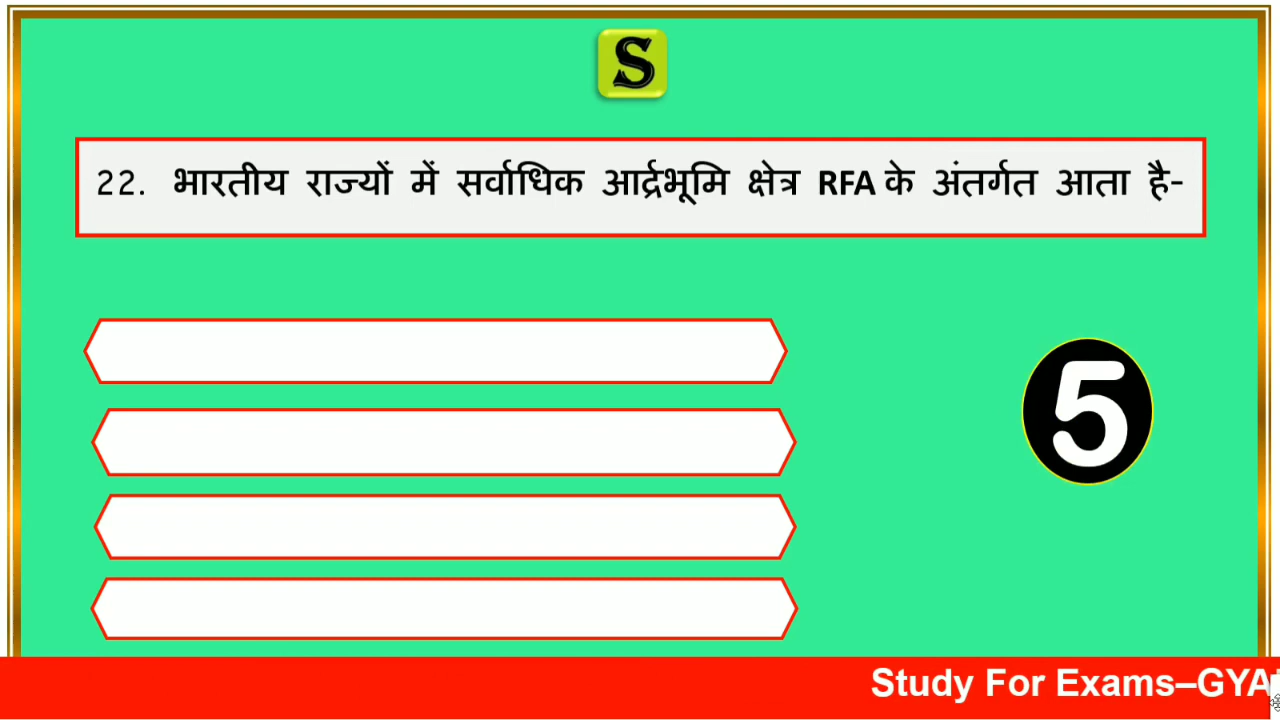 S
22. भारतीय राज्यों में सर्वाधिक आर्द्रभूमि क्षेत्र RFA के अंतर्गत आता है-
5
Study For Exams–GYA